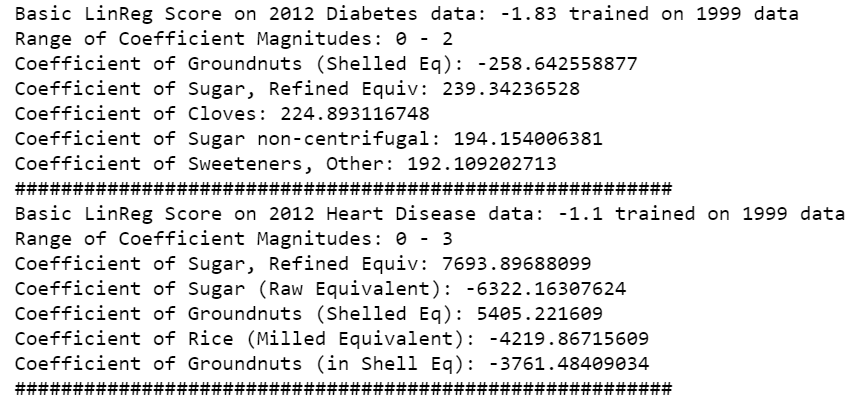 Basic LinReg Score on 2012 Diabetes data: -1.83 trained on 1999 data
Range of Coefficient Magnitudes: 0 - 2
Coefficient of Groundnuts (Shelled Eq): -258.642558877
Coefficient of Sugar, Refined Equiv: 239.34236528
Coefficient of Cloves: 224.893116748
Coefficient of Sugar non-centrifugal: 194.154006381
Coefficient of Sweeteners, Other: 192.109202713
#########################################################
Basic LinReg Score on 2012 Heart Disease data: -1.1 trained on 1999 data
Range of Coefficient Magnitudes: 0 - 3
Coefficient of Sugar, Refined Equiv: 7693.89688099
Coefficient of Sugar (Raw Equivalent): -6322.16307624
Coefficient of Groundnuts (Shelled Eq): 5405.221609
Coefficient of Rice (Milled Equivalent): -4219.86715609
Coefficient of Groundnuts (in Shell Eq): -3761.48409034
#########################################################